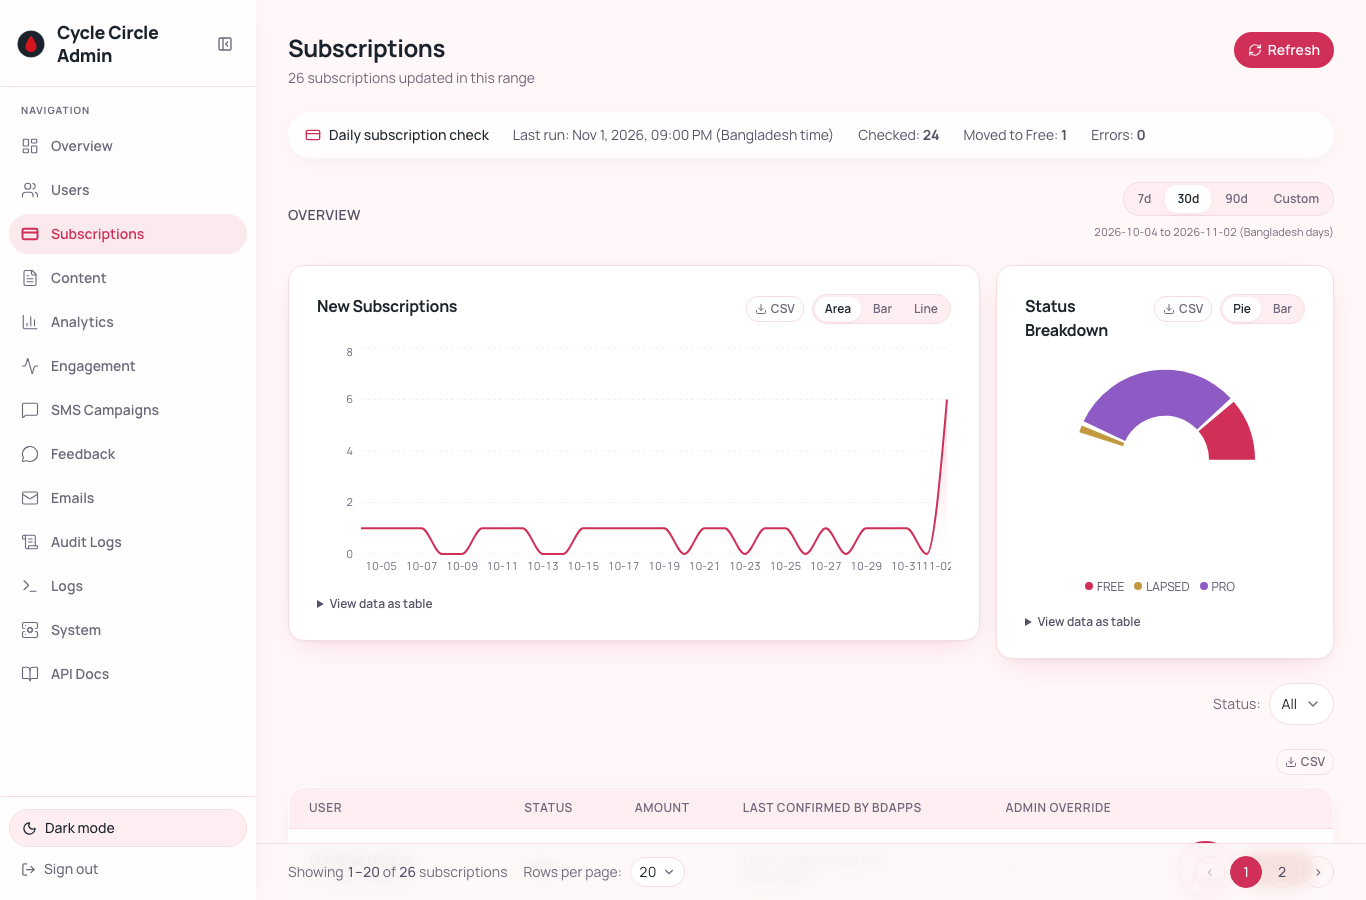 Cycle Circle
Admin
NAVIGATION
Overview
Users
Subscriptions
Content
Analytics
Engagement
SMS Campaigns
Feedback
Emails
Audit Logs
Logs
System
API Docs
Dark mode
Sign out
Subscriptions
26 subscriptions updated in this range
Refresh
Daily subscription check Last run: Nov 1, 2026, 09:00 PM (Bangladesh time) Checked: 24 Moved to Free: 1 Errors: 0
OVERVIEW
7d 30d 90d Custom
2026-10-04 to 2026-11-02 (Bangladesh days)
New Subscriptions
CSV
Area Bar Line
8
6
4
2
0
10-05 10-07 10-09 10-11 10-13 10-15 10-17 10-19 10-21 10-23 10-25 10-27 10-29 10-31 11-02
View data as table
Status
Breakdown
CSV
Pie Bar
FREE LAPSED PRO
View data as table
Status: All
CSV
USER STATUS AMOUNT LAST CONFIRMED BY BDAPPS ADMIN OVERRIDE
Showing 1–20 of 26 subscriptions Rows per page: 20
1 2